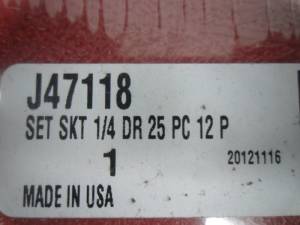 J47118
SET SKT 1/4 DR 25 PC 12 P
1 20121116
MADE IN USA